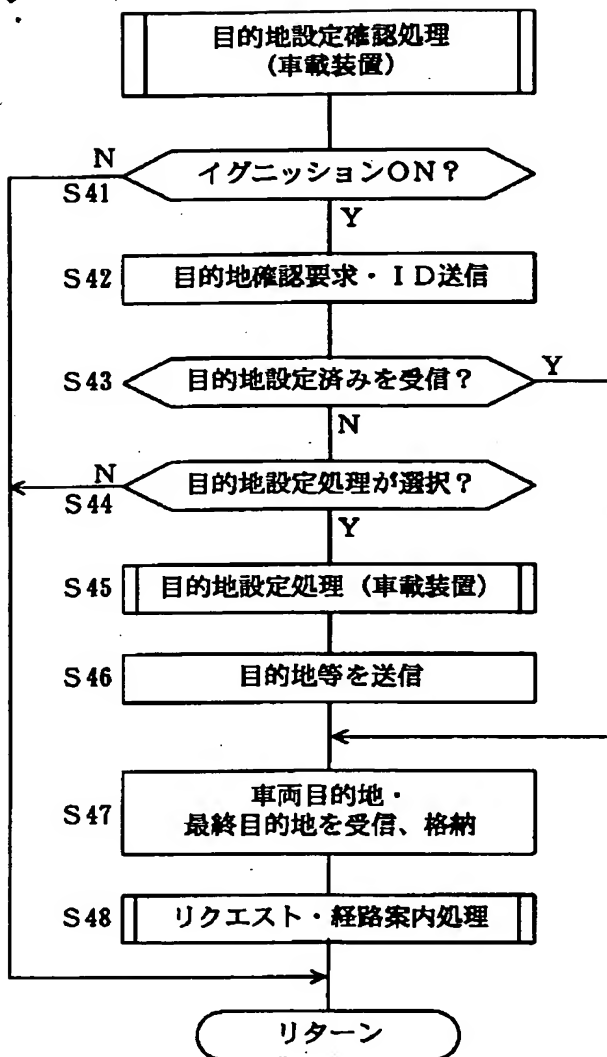 目的地設定確認処理
(車載装置)
N
S41
イグニッションON?
Y
S42
目的地確認要求・ID送信
S43
目的地設定済みを受信?
Y
N
N
S44
目的地設定処理が選択?
Y
S45
目的地設定処理(車載装置)
S46
目的地等を送信
S47
車両目的地・
最終目的地を受信、格納
S48
リクエスト・経路案内処理
リターン